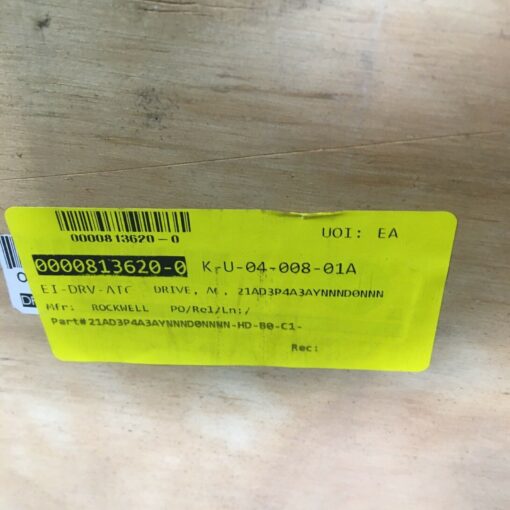 0000813620-0
UOI: EA
0000813620-0 K-U-04-008-01A
EI-DRV-ATC DRIVE, AC, 21AD3P4A3AYNNND0NNN
Mfr: ROCKWELL PO/Rel/Ln:/
Part#21AD3P4A3AYNNND0NNNN-HD-B0-C1-
Rec: